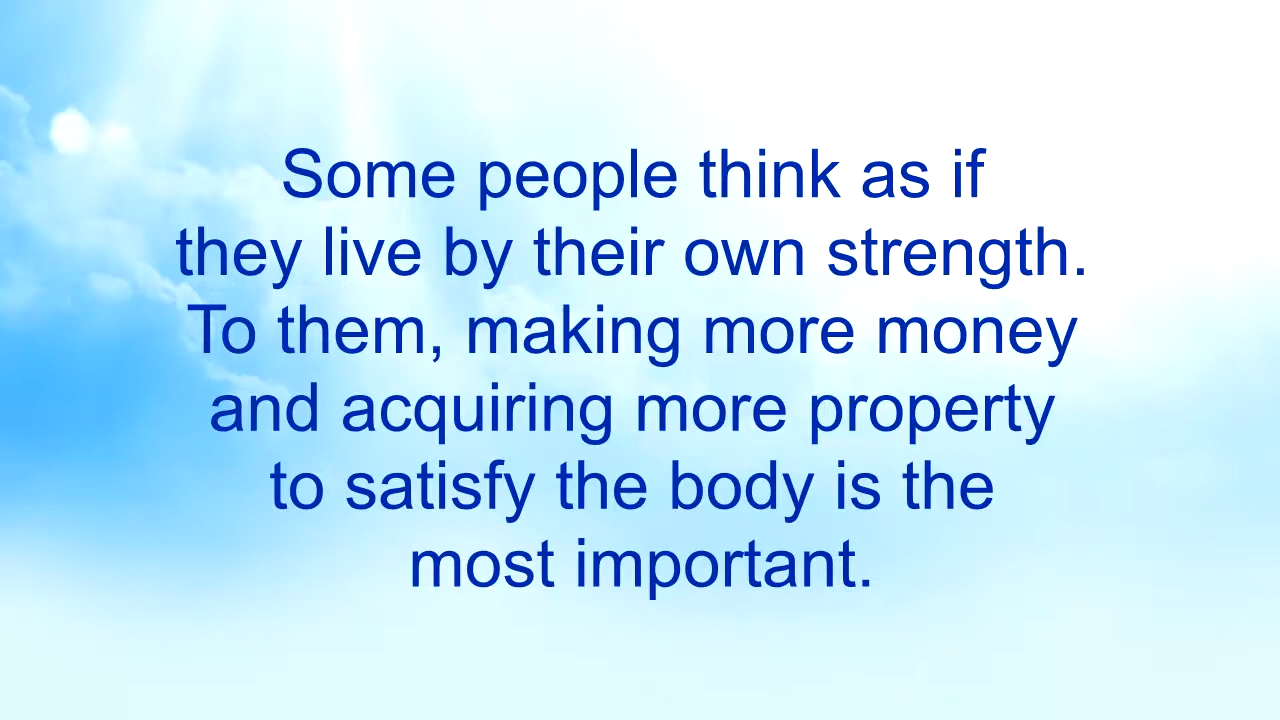 Some people think as if
they live by their own strength.
To them, making more money
and acquiring more property
to satisfy the body is the
most important.